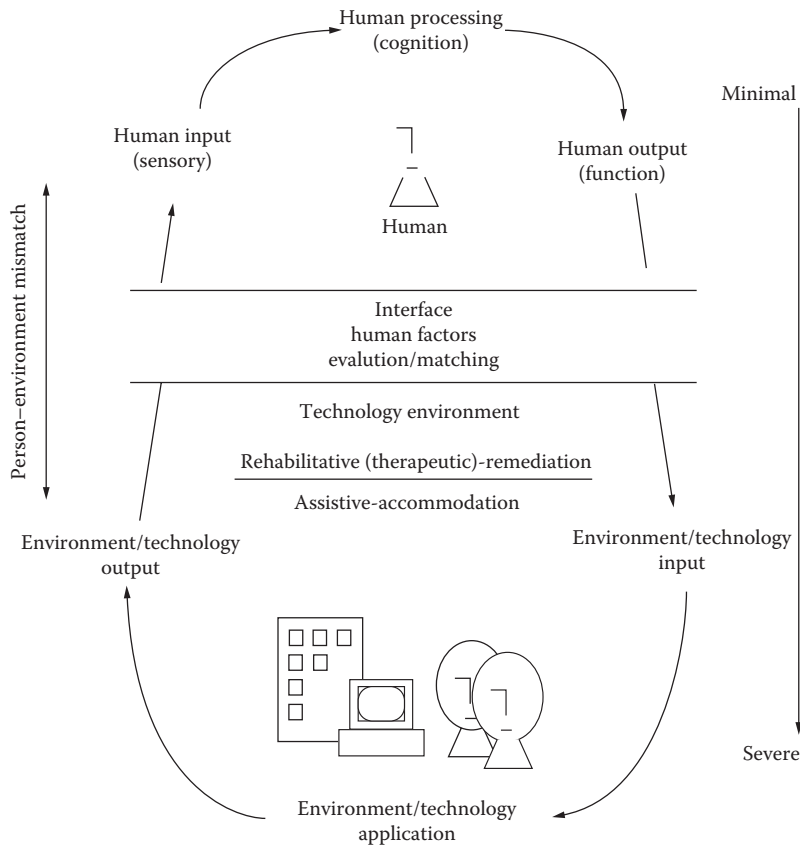 Human processing
(cognition)
Minimal
Human input
(sensory)
Human output
(function)
Human
Person–environment mismatch
Interface
human factors
evalution/matching
Technology environment
Rehabilitative (therapeutic)-remediation
Assistive-accommodation
Environment/technology
output
Environment/technology
input
Severe
Environment/technology
application